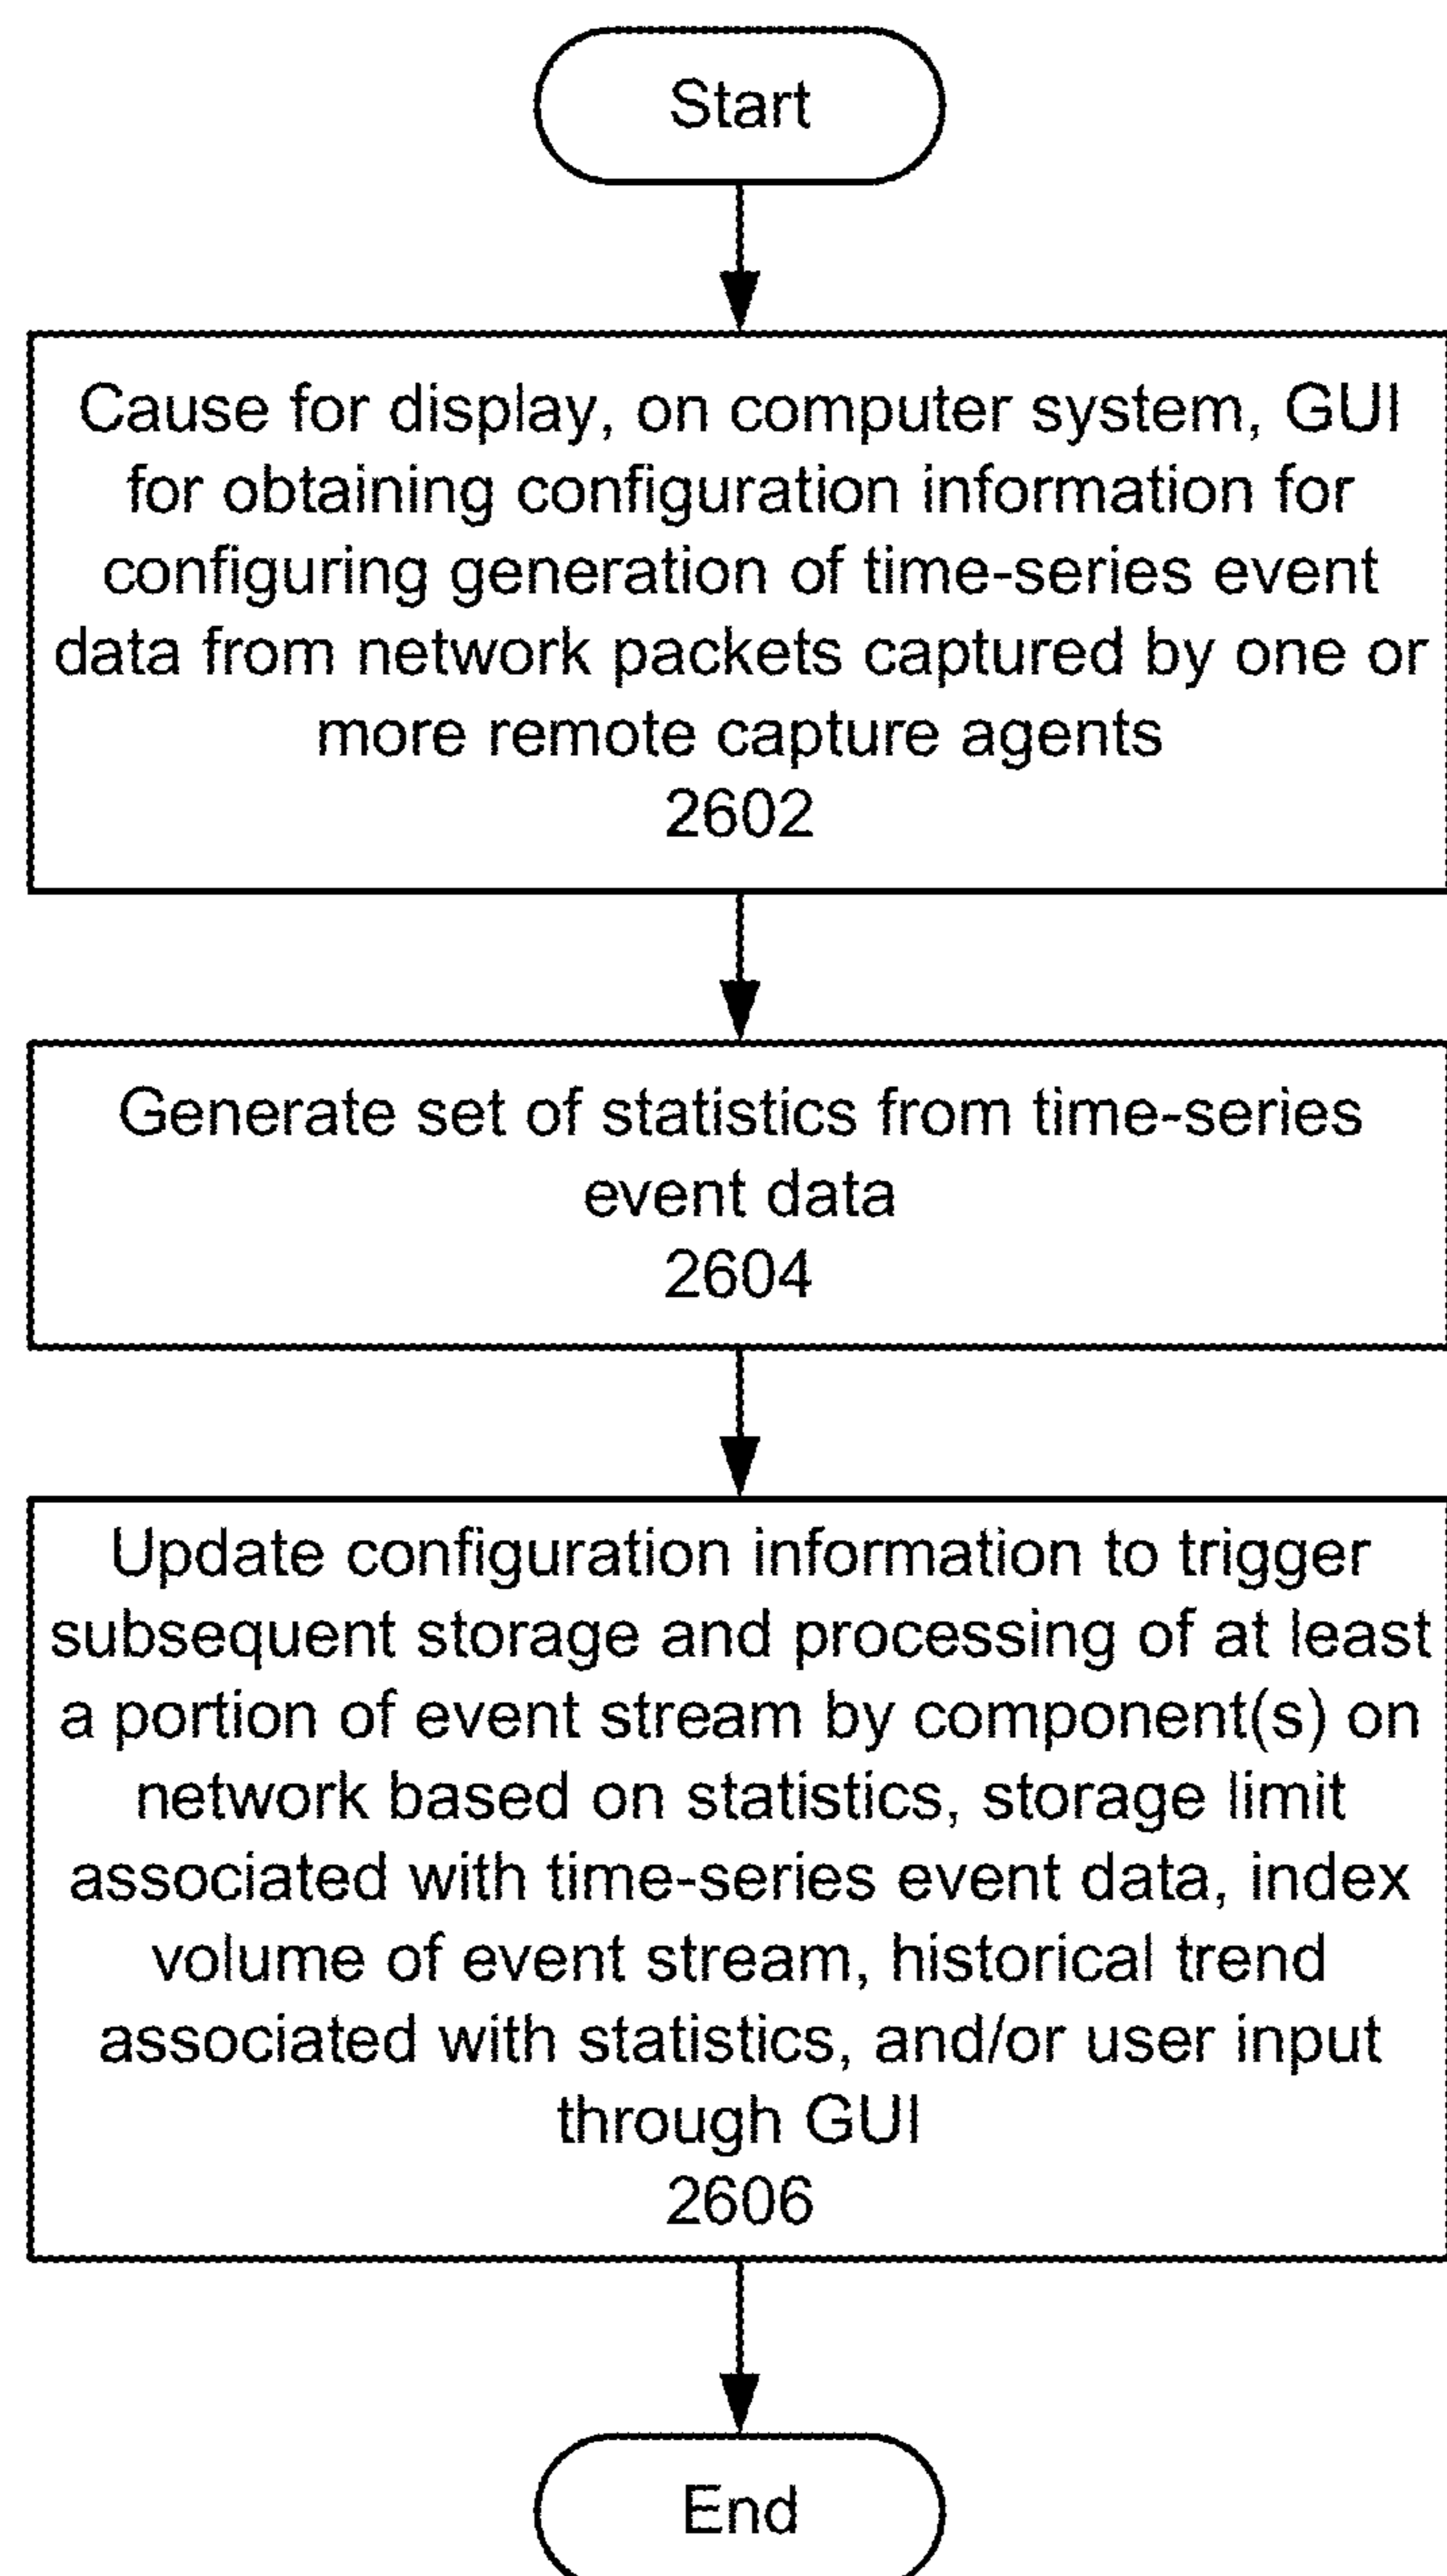 Start
Cause for display, on computer system, GUI
for obtaining configuration information for
configuring generation of time-series event
data from network packets captured by one or
more remote capture agents
2602
Generate set of statistics from time-series
event data
2604
Update configuration information to trigger
subsequent storage and processing of at least
a portion of event stream by component(s) on
network based on statistics, storage limit
associated with time-series event data, index
volume of event stream, historical trend
associated with statistics, and/or user input
through GUI
2606
End